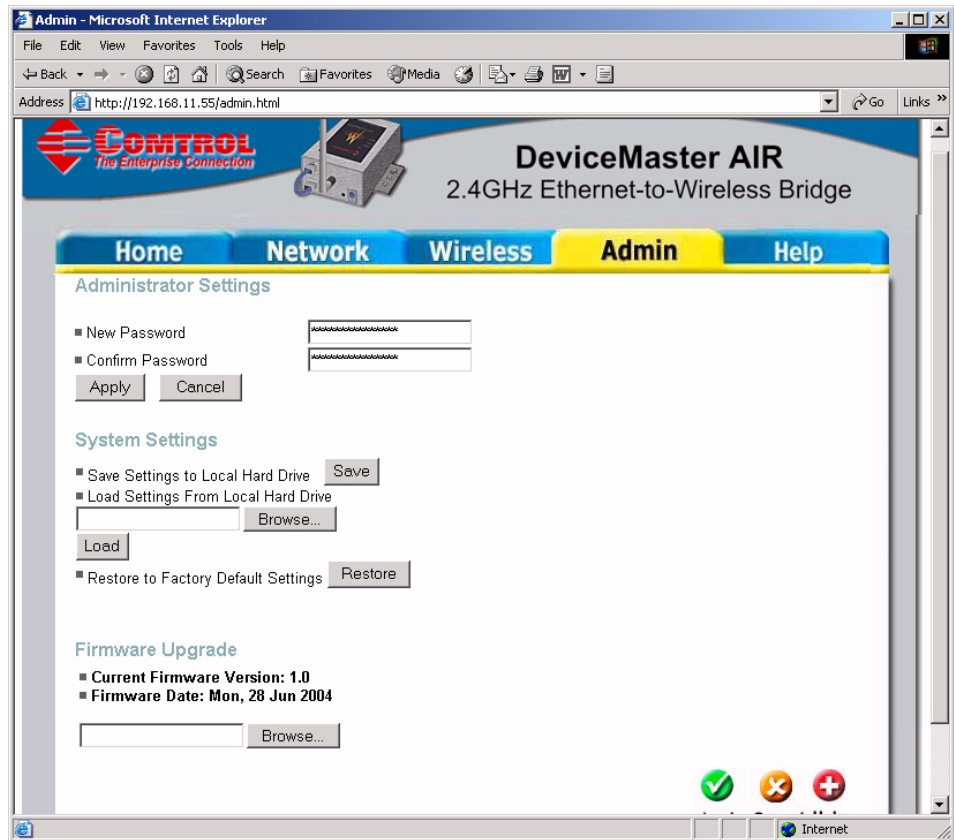 Admin - Microsoft Internet Explorer
File Edit View Favorites Tools Help
Back Search Favorites Media
Address http://192.168.11.55/admin.html Go Links »
COMTROL
The Enterprise Connection
DeviceMaster AIR
2.4GHz Ethernet-to-Wireless Bridge
Home Network Wireless Admin Help
Administrator Settings
New Password ****************
Confirm Password ****************
Apply Cancel
System Settings
Save Settings to Local Hard Drive Save
Load Settings From Local Hard Drive
Browse...
Load
Restore to Factory Default Settings Restore
Firmware Upgrade
Current Firmware Version: 1.0
Firmware Date: Mon, 28 Jun 2004
Browse...
Internet